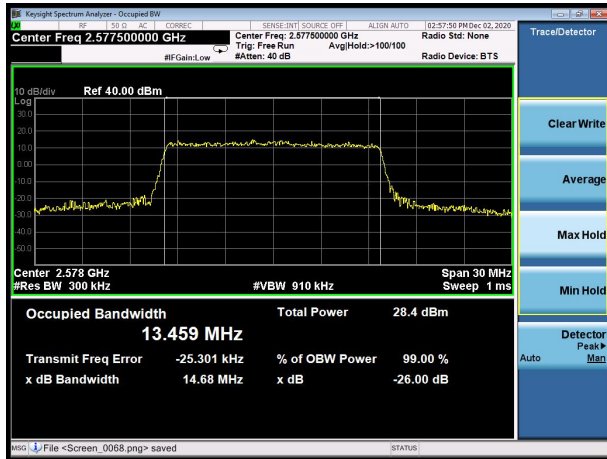 Keysight Spectrum Analyzer - Occupied BW
RF 50 Ω AC CORREC SENSE:INT SOURCE OFF ALIGN AUTO 02:57:50 PM Dec 02, 2020
Center Freq 2.577500000 GHz Center Freq: 2.577500000 GHz Radio Std: None
Trig: Free Run Avg|Hold:>100/100
#IFGain:Low #Atten: 40 dB Radio Device: BTS
Trace/Detector
10 dB/div Ref 40.00 dBm
Log
30.0
20.0
10.0
0.00
-10.0
-20.0
-30.0
-40.0
-50.0
Center 2.578 GHz Span 30 MHz
#Res BW 300 kHz #VBW 910 kHz Sweep 1 ms
Occupied Bandwidth Total Power 28.4 dBm
13.459 MHz
Transmit Freq Error -25.301 kHz % of OBW Power 99.00 %
x dB Bandwidth 14.68 MHz x dB -26.00 dB
Clear Write
Average
Max Hold
Min Hold
Detector
Peak▶
Auto Man
MSG File <Screen_0068.png> saved STATUS